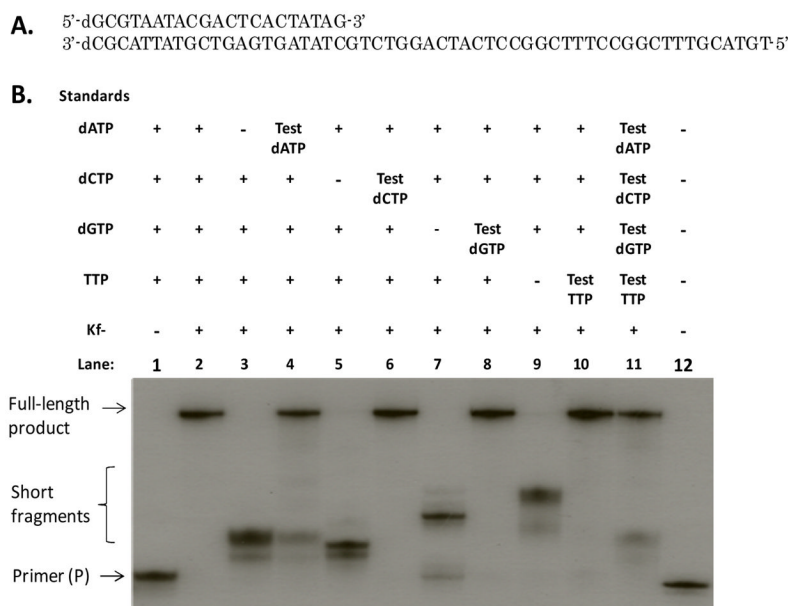 A. 5'-dGCGTAATACGACTCACTATAG-3'
3'-dCGCATTATGCTGAGTGATATCGTCTGGACTACTCCGGCTTTCCGGCTTTGCATGT-5'
B. Standards
dATP + + - Test dATP + + + + + + Test dATP -
dCTP + + + + - Test dCTP + + + + Test dCTP -
dGTP + + + + + + - Test dGTP + + Test dGTP -
TTP + + + + + + + + - Test TTP Test TTP -
Kf- - + + + + + + + + + + -
Lane: 1 2 3 4 5 6 7 8 9 10 11 12
Full-length
product
Short
fragments
Primer (P)